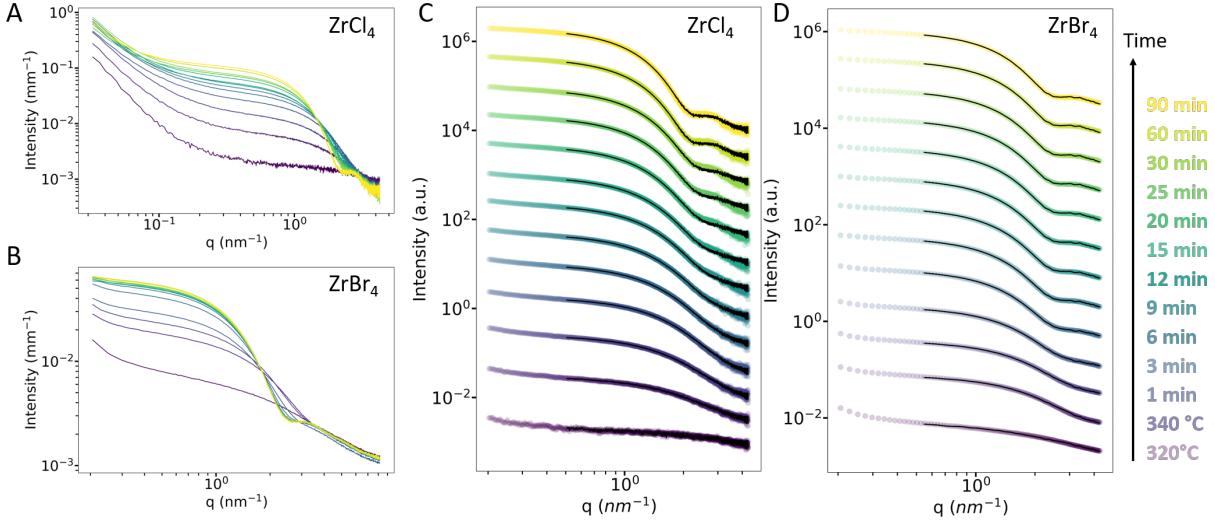 A
ZrCl₄
10⁰
10⁻¹
10⁻²
10⁻³
Intensity (mm⁻¹)
10⁻¹
10⁰
q (nm⁻¹)
B
ZrBr₄
10⁻²
10⁻³
Intensity (mm⁻¹)
10⁰
q (nm⁻¹)
C
ZrCl₄
10⁶
10⁴
10²
10⁰
10⁻²
Intensity (a.u.)
10⁰
q (nm⁻¹)
D
ZrBr₄
10⁶
10⁴
10²
10⁰
10⁻²
Intensity (a.u.)
10⁰
q (nm⁻¹)
Time
90 min
60 min
30 min
25 min
20 min
15 min
12 min
9 min
6 min
3 min
1 min
340 °C
320°C